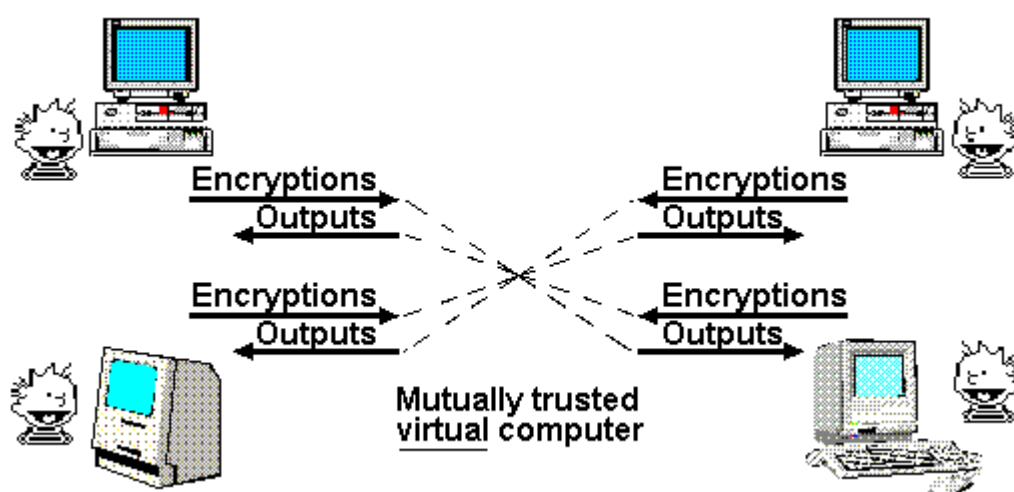 Encryptions
Encryptions
Outputs
Outputs
Encryptions
Encryptions
Outputs
Outputs
Mutually trusted
virtual computer